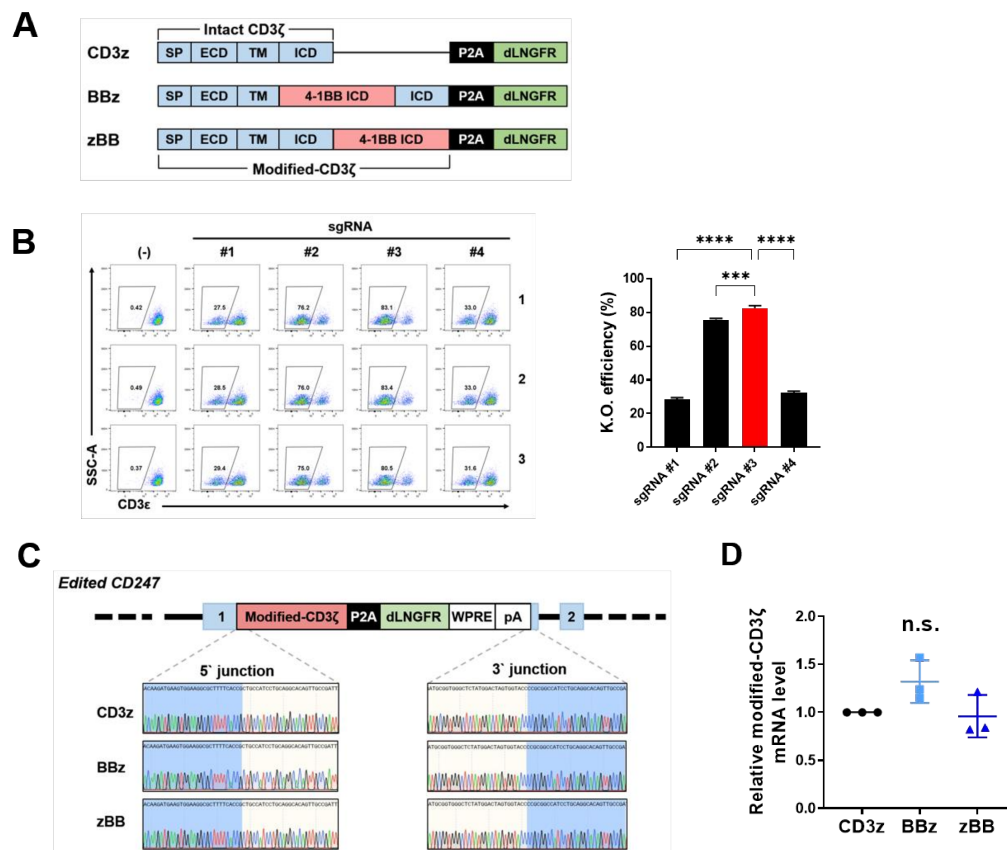 A
Intact CD3ζ
CD3z SP ECD TM ICD P2A dLNGFR
BBz SP ECD TM 4-1BB ICD ICD P2A dLNGFR
zBB SP ECD TM ICD 4-1BB ICD P2A dLNGFR
Modified-CD3ζ
B
sgRNA
(-) #1 #2 #3 #4
0.42 27.5 76.2 83.1 33.0 1
0.49 28.5 76.0 83.4 33.0 2
0.37 29.4 75.0 80.5 31.6 3
SSC-A
CD3ε
**** ****
***
K.O. efficiency (%)
100
80
60
40
20
0
sgRNA #1 sgRNA #2 sgRNA #3 sgRNA #4
C
Edited CD247
1 Modified-CD3ζ P2A dLNGFR WPRE pA 2
5` junction 3` junction
CD3z
ACAAGATGAAGTGGAAGGCGCTTTTCACCGCTGCCATCCTGCAGGCACAGTTGCCGATT
ATGCGGTGGGCTCTATGGACTAGTGGTACCCCGCGGCCATCCTGCAGGCACAGTTGCCGA
BBz
ACAAGATGAAGTGGAAGGCGCTTTTCACCGCTGCCATCCTGCAGGCACAGTTGCCGATT
ATGCGGTGGGCTCTATGGACTAGTGGTACCCCGCGGCCATCCTGCAGGCACAGTTGCCGA
zBB
ACAAGATGAAGTGGAAGGCGCTTTTCACCGCTGCCATCCTGCAGGCACAGTTGCCGATT
ATGCGGTGGGCTCTATGGACTAGTGGTACCCCGCGGCCATCCTGCAGGCACAGTTGCCGA
D
Relative modified-CD3ζ
mRNA level
2.0
1.5
1.0
0.5
0.0
n.s.
CD3z BBz zBB